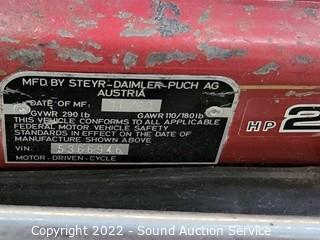 MFD. BY STEYR-DAIMLER-PUCH AG
AUSTRIA
DATE OF MF:
GVWR 290 lb GAWR 110/180 lb
THIS VEHICLE CONFORMS TO ALL APPLICABLE
FEDERAL MOTOR VEHICLE SAFETY
STANDARDS IN EFFECT ON THE DATE OF
MANUFACTURE SHOWN ABOVE
VIN:
MOTOR-DRIVEN-CYCLE
HP 2
Copyright 2022 - Sound Auction Service